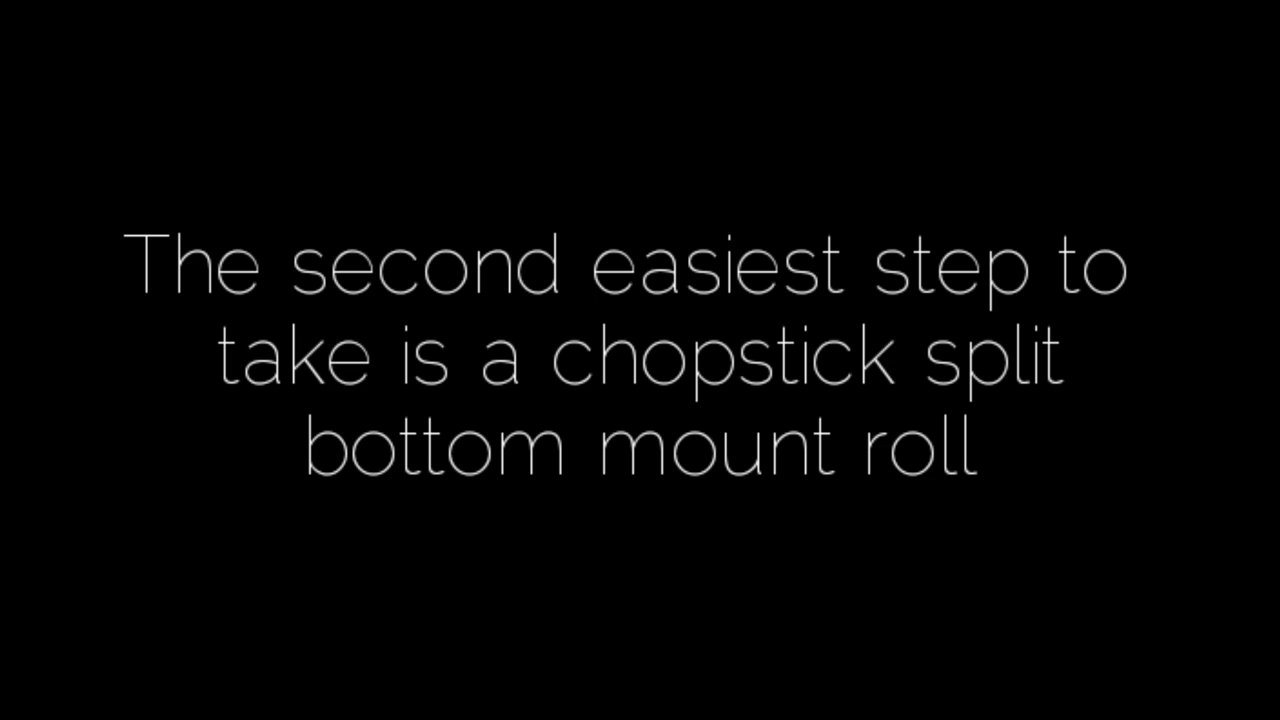 The second easiest step to
take is a chopstick split
bottom mount roll